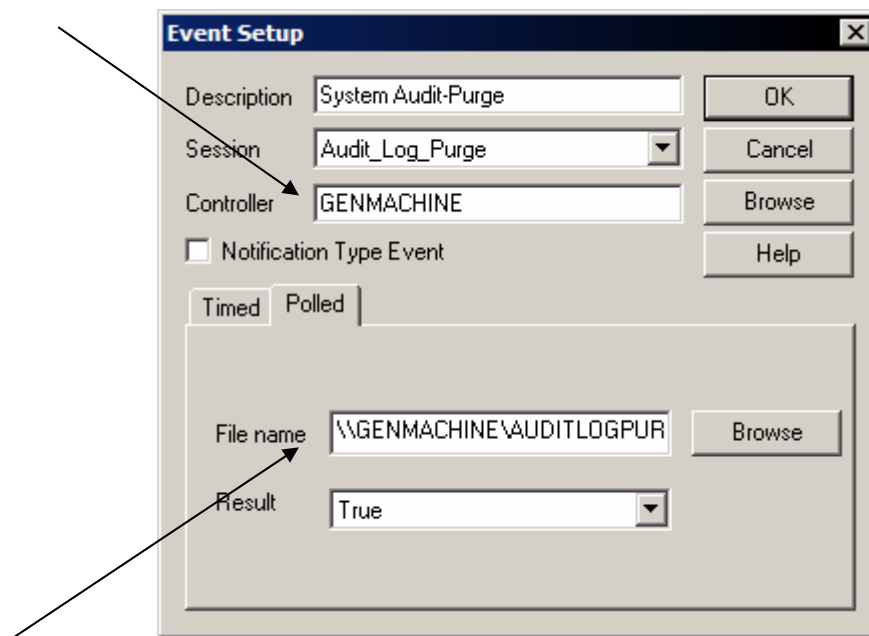 Event Setup
Description System Audit-Purge OK
Session Audit_Log_Purge Cancel
Controller GENMACHINE Browse
Notification Type Event Help
Timed Polled
File name \\GENMACHINE\AUDITLOGPUR Browse
Result True